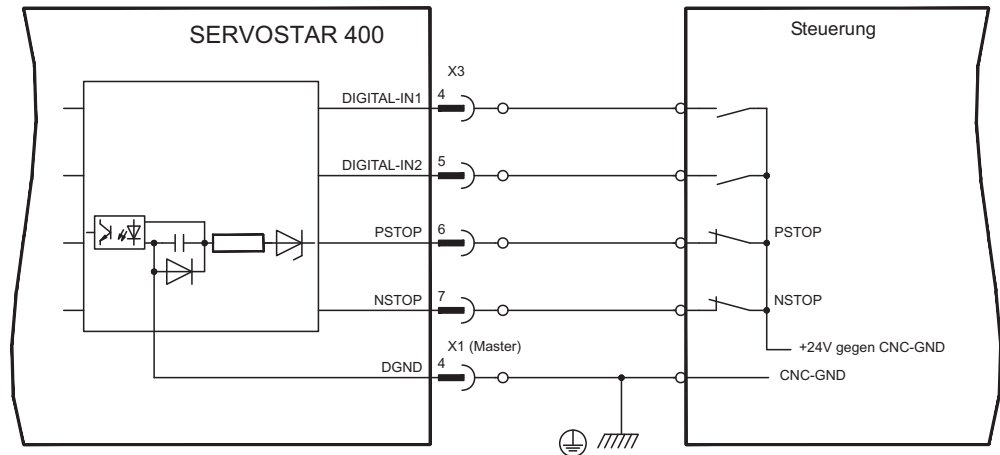 SERVOSTAR 400
Steuerung
X3
DIGITAL-IN1 4
DIGITAL-IN2 5
PSTOP 6 PSTOP
NSTOP 7 NSTOP
X1 (Master)
+24V gegen CNC-GND
DGND 4 CNC-GND